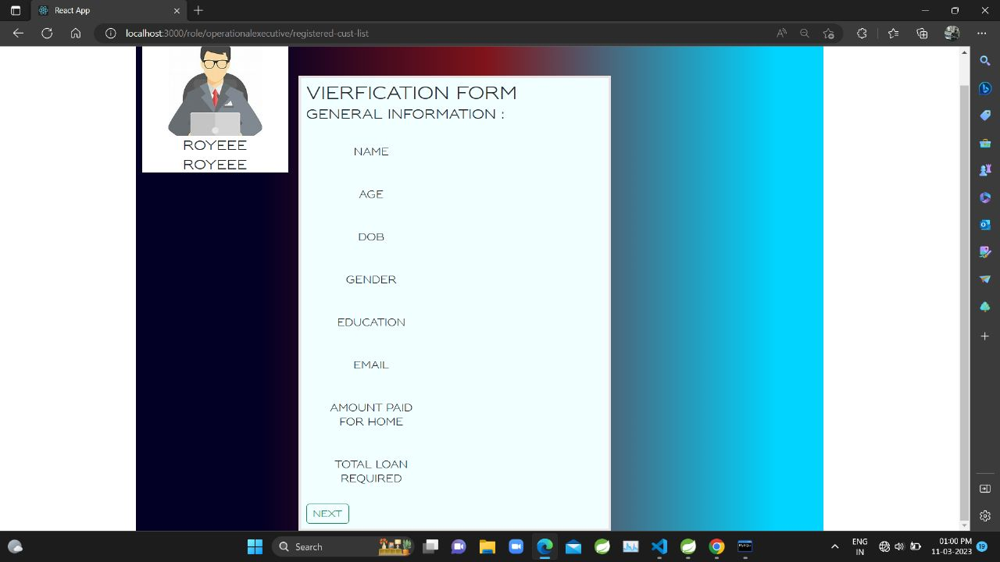 React App
localhost:3000/role/operationalexecutive/registered-cust-list
ROYEEE
ROYEEE
VIERFICATION FORM
GENERAL INFORMATION :
NAME
AGE
DOB
GENDER
EDUCATION
EMAIL
AMOUNT PAID
FOR HOME
TOTAL LOAN
REQUIRED
NEXT
Search
ENG
IN
01:00 PM
11-03-2023
19